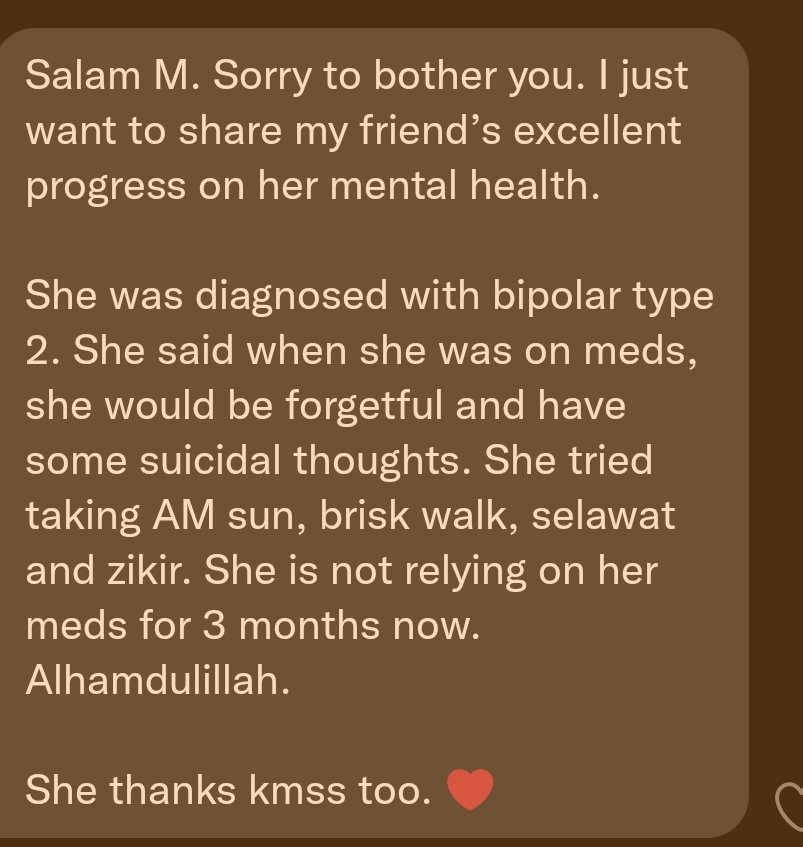 Salam M. Sorry to bother you. I just
want to share my friend’s excellent
progress on her mental health.
She was diagnosed with bipolar type
2. She said when she was on meds,
she would be forgetful and have
some suicidal thoughts. She tried
taking AM sun, brisk walk, selawat
and zikir. She is not relying on her
meds for 3 months now.
Alhamdulillah.
She thanks kmss too. ❤️